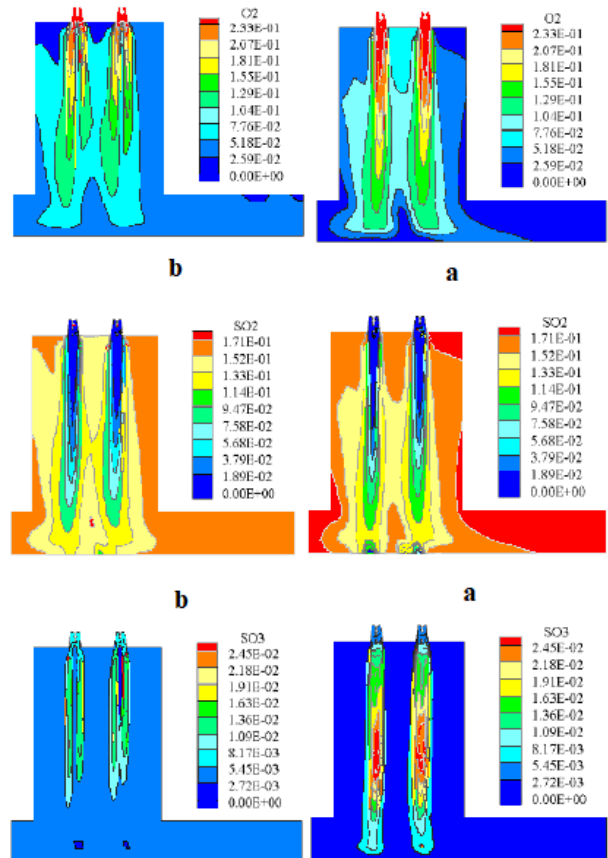 O2
2.33E-01
2.07E-01
1.81E-01
1.55E-01
1.29E-01
1.04E-01
7.76E-02
5.18E-02
2.59E-02
0.00E+00
b
O2
2.33E-01
2.07E-01
1.81E-01
1.55E-01
1.29E-01
1.04E-01
7.76E-02
5.18E-02
2.59E-02
0.00E+00
a
SO2
1.71E-01
1.52E-01
1.33E-01
1.14E-01
9.47E-02
7.58E-02
5.68E-02
3.79E-02
1.89E-02
0.00E+00
b
SO2
1.71E-01
1.52E-01
1.33E-01
1.14E-01
9.47E-02
7.58E-02
5.68E-02
3.79E-02
1.89E-02
0.00E+00
a
SO3
2.45E-02
2.18E-02
1.91E-02
1.63E-02
1.36E-02
1.09E-02
8.17E-03
5.45E-03
2.72E-03
0.00E+00
SO3
2.45E-02
2.18E-02
1.91E-02
1.63E-02
1.36E-02
1.09E-02
8.17E-03
5.45E-03
2.72E-03
0.00E+00